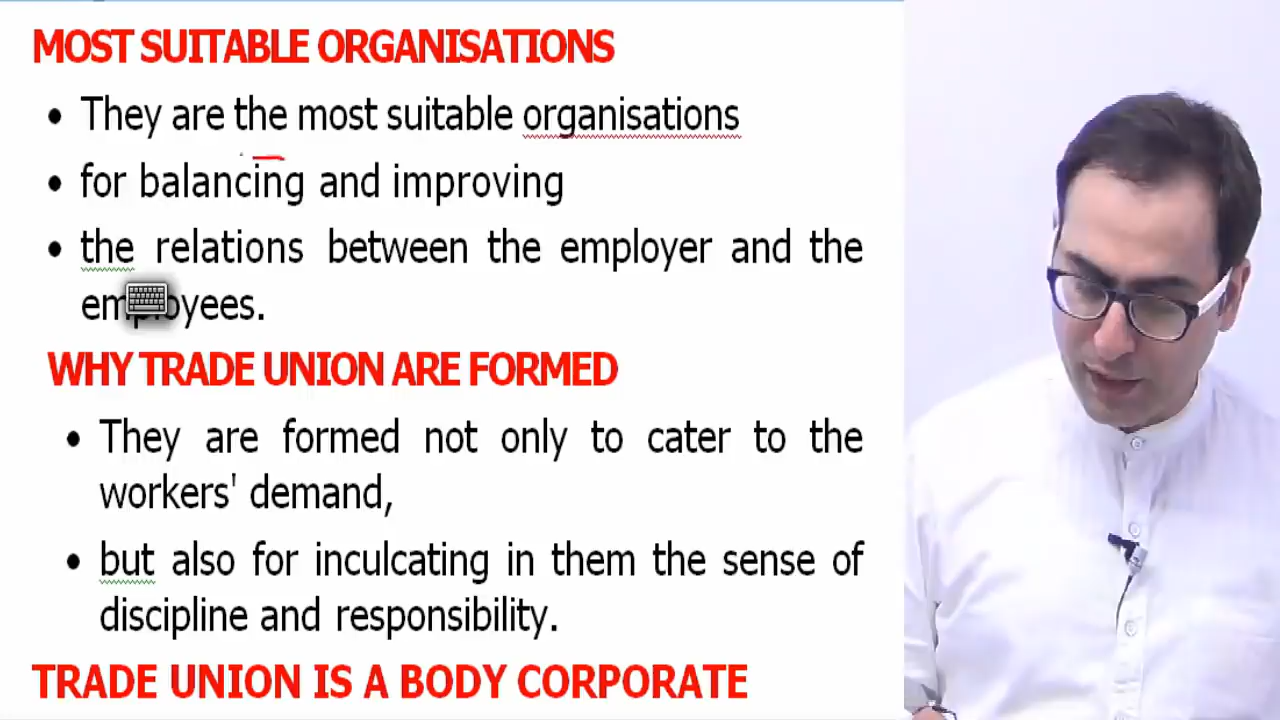 MOST SUITABLE ORGANISATIONS
• They are the most suitable organisations
• for balancing and improving
• the relations between the employer and the
employees.
WHY TRADE UNION ARE FORMED
• They are formed not only to cater to the
workers' demand,
• but also for inculcating in them the sense of
discipline and responsibility.
TRADE UNION IS A BODY CORPORATE